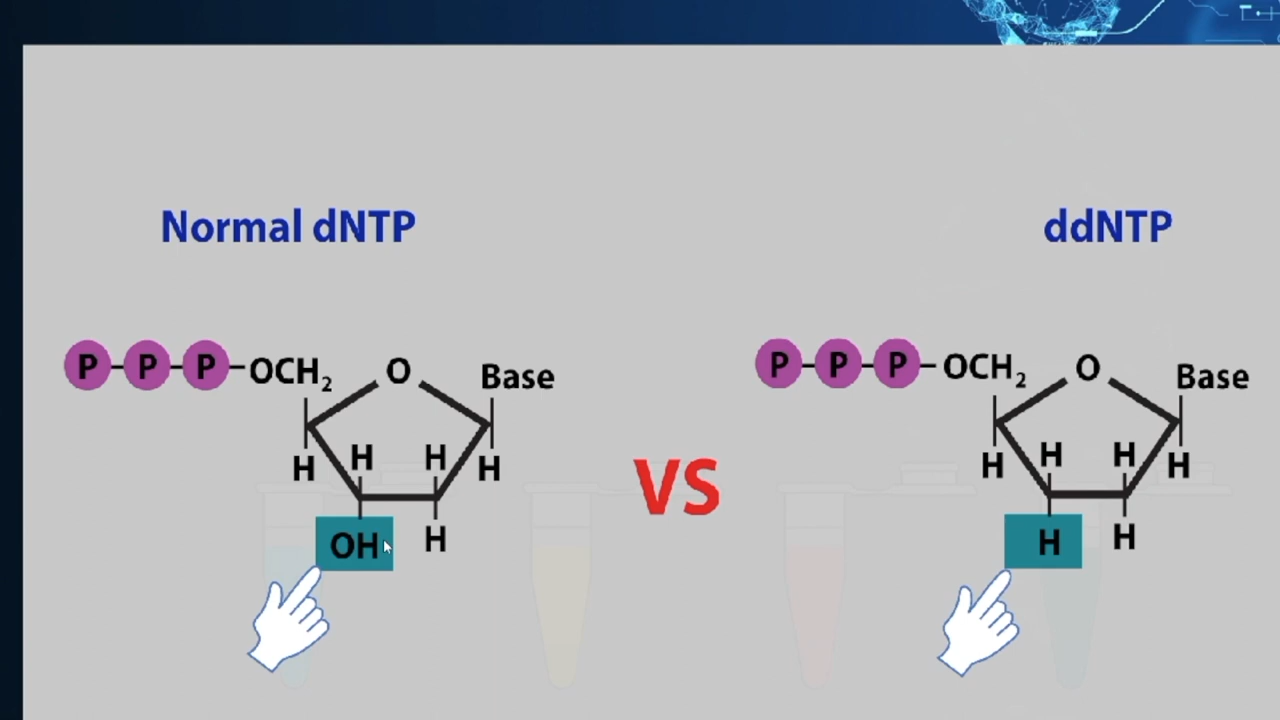 Normal dNTP
ddNTP
P-P-P-OCH₂ O Base
H H H H
OH H
VS
P-P-P-OCH₂ O Base
H H H H
H H